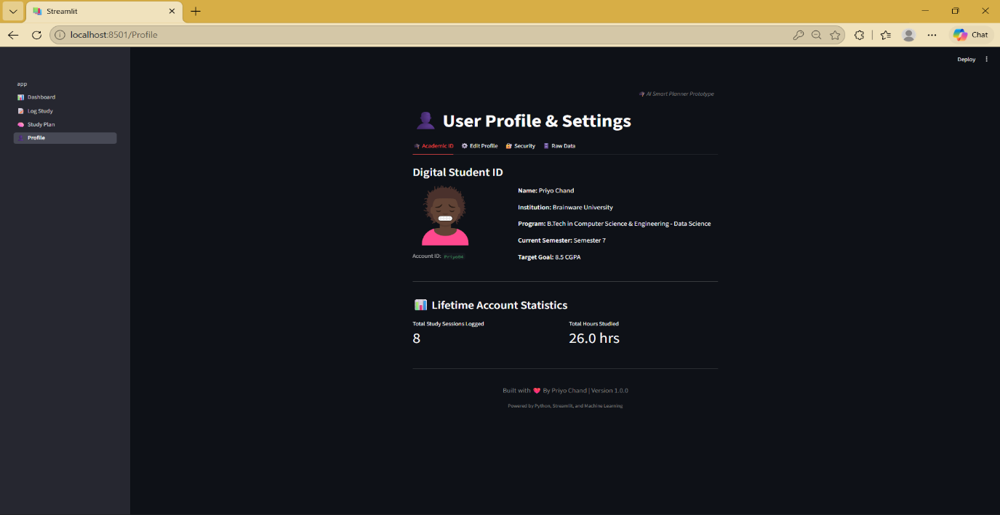 Streamlit
localhost:8501/Profile
Chat
Deploy
app
Dashboard
Log Study
Study Plan
Profile
AI Smart Planner Prototype
User Profile & Settings
Academic ID Edit Profile Security Raw Data
Digital Student ID
Name: Priyo Chand
Institution: Brainware University
Program: B.Tech in Computer Science & Engineering - Data Science
Current Semester: Semester 7
Target Goal: 8.5 CGPA
Account ID: Priyo04
Lifetime Account Statistics
Total Study Sessions Logged Total Hours Studied
8 26.0 hrs
Built with ❤️ By Priyo Chand | Version 1.0.0
Powered by Python, Streamlit, and Machine Learning